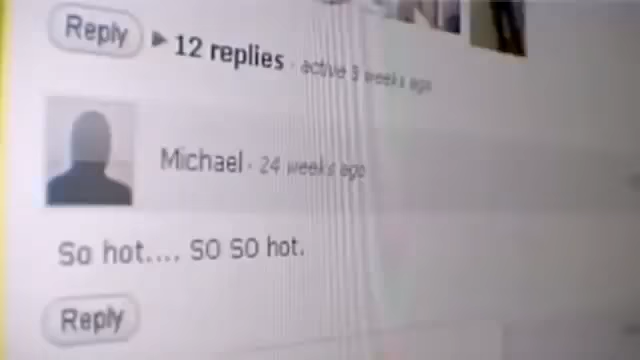 Reply ▶ 12 replies · active 3 weeks ago
Michael · 24 weeks ago
So hot.... SO SO hot.
Reply